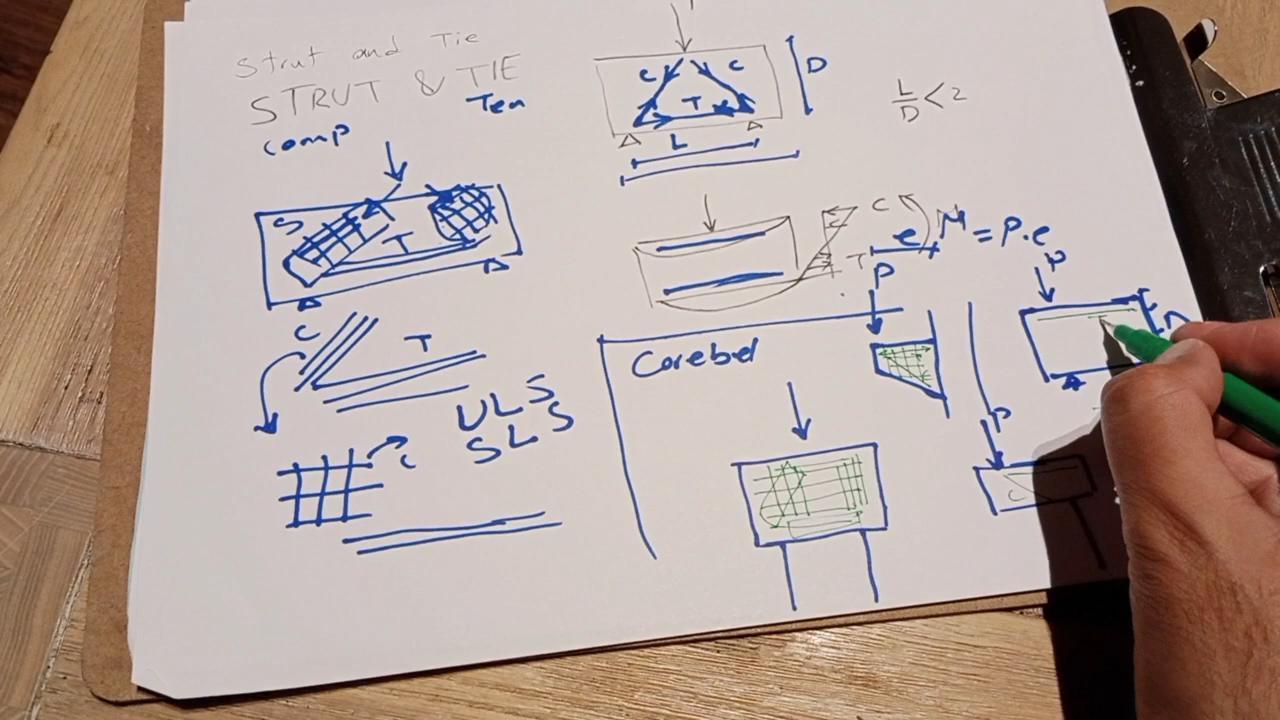 Strut and Tie
STRUT & TIE
Ten
comp
S
T
C
T
ULS
SLS
C
C
C
T
D
L
L/D<2
C
T
e
M = P.e
P
P
Corebel
P
C
T